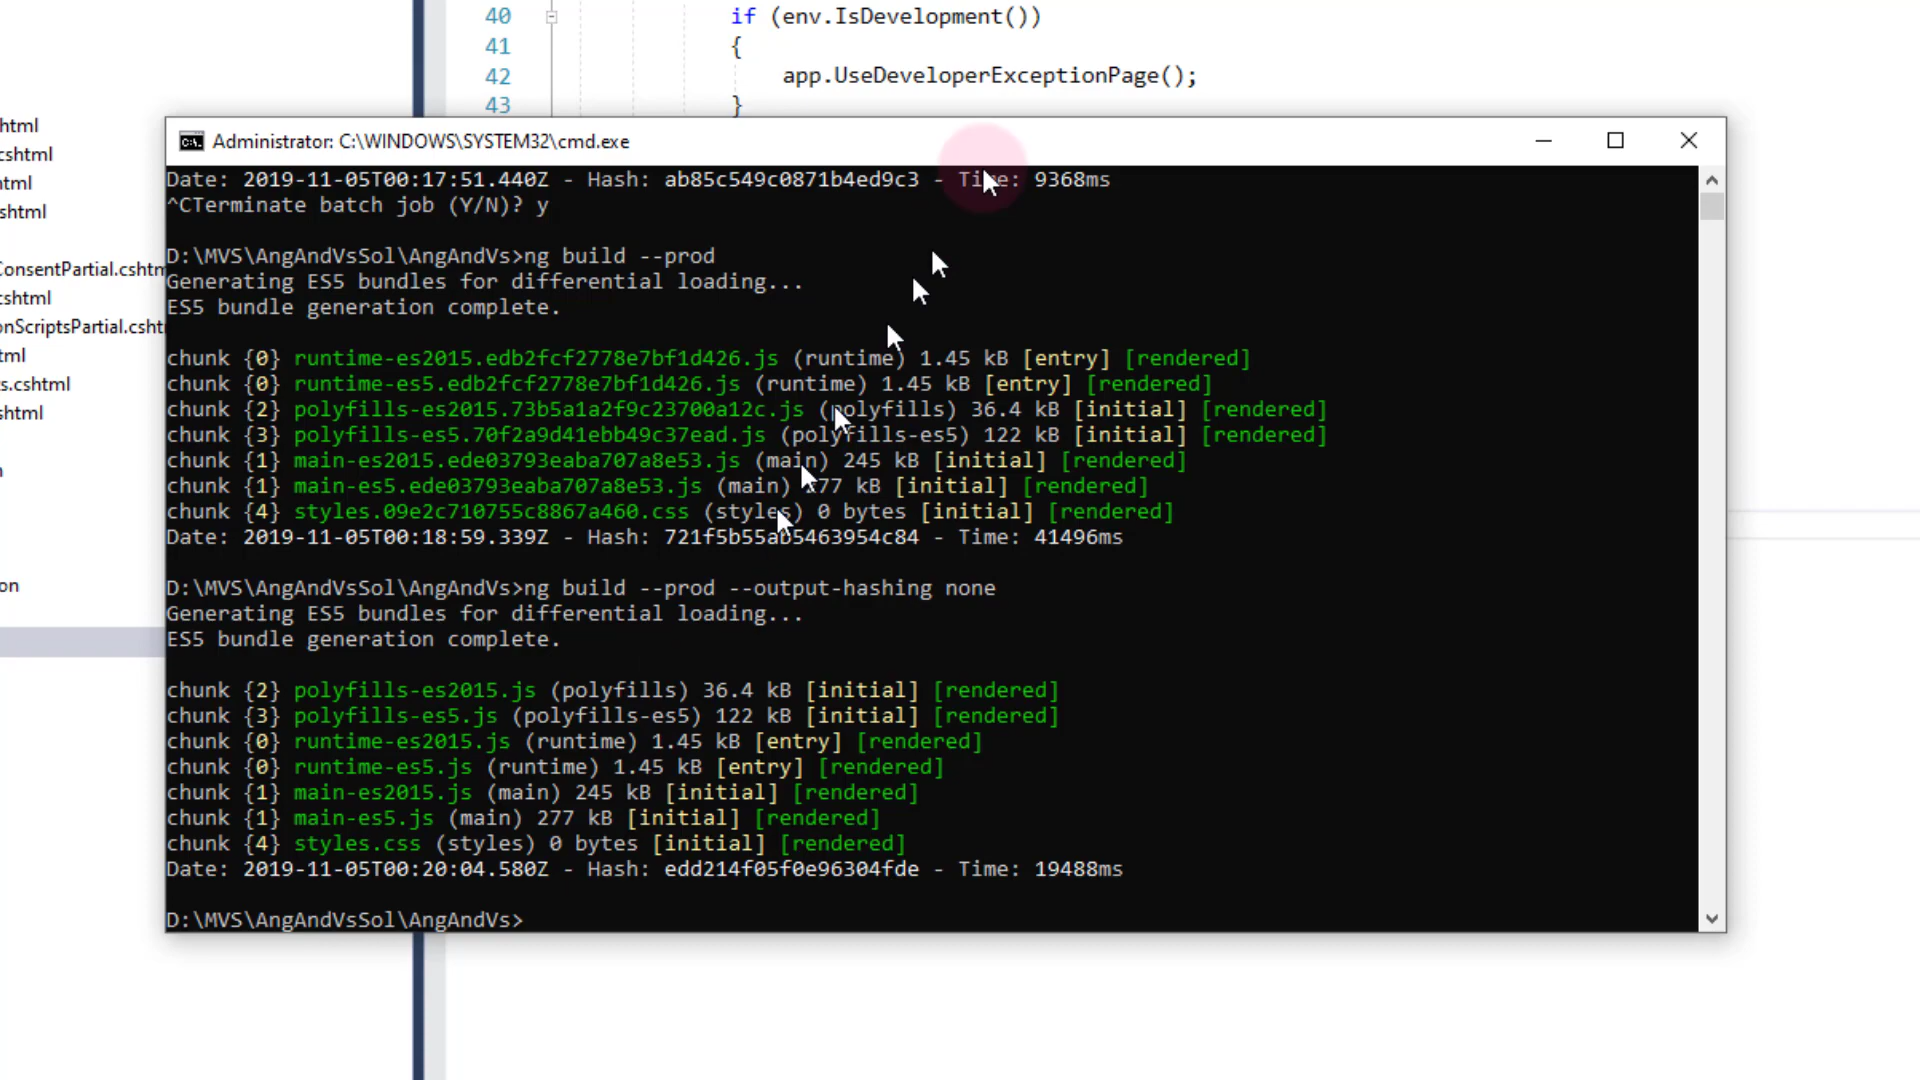 40 if (env.IsDevelopment())
41 {
42 app.UseDeveloperExceptionPage();
43 }
html
cshtml
html
shtml
ConsentPartial.cshtm
cshtml
onScriptsPartial.cshtm
tml
s.cshtml
shtml
on
Administrator: C:\WINDOWS\SYSTEM32\cmd.exe
Date: 2019-11-05T00:17:51.440Z - Hash: ab85c549c0871b4ed9c3 - Time: 9368ms
^CTerminate batch job (Y/N)? y
D:\MVS\AngAndVsSol\AngAndVs>ng build --prod
Generating ES5 bundles for differential loading...
ES5 bundle generation complete.
chunk {0} runtime-es2015.edb2fcf2778e7bf1d426.js (runtime) 1.45 kB [entry] [rendered]
chunk {0} runtime-es5.edb2fcf2778e7bf1d426.js (runtime) 1.45 kB [entry] [rendered]
chunk {2} polyfills-es2015.73b5a1a2f9c23700a12c.js (polyfills) 36.4 kB [initial] [rendered]
chunk {3} polyfills-es5.70f2a9d41ebb49c37ead.js (polyfills-es5) 122 kB [initial] [rendered]
chunk {1} main-es2015.ede03793eaba707a8e53.js (main) 245 kB [initial] [rendered]
chunk {1} main-es5.ede03793eaba707a8e53.js (main) 277 kB [initial] [rendered]
chunk {4} styles.09e2c710755c8867a460.css (styles) 0 bytes [initial] [rendered]
Date: 2019-11-05T00:18:59.339Z - Hash: 721f5b55ab5463954c84 - Time: 41496ms
D:\MVS\AngAndVsSol\AngAndVs>ng build --prod --output-hashing none
Generating ES5 bundles for differential loading...
ES5 bundle generation complete.
chunk {2} polyfills-es2015.js (polyfills) 36.4 kB [initial] [rendered]
chunk {3} polyfills-es5.js (polyfills-es5) 122 kB [initial] [rendered]
chunk {0} runtime-es2015.js (runtime) 1.45 kB [entry] [rendered]
chunk {0} runtime-es5.js (runtime) 1.45 kB [entry] [rendered]
chunk {1} main-es2015.js (main) 245 kB [initial] [rendered]
chunk {1} main-es5.js (main) 277 kB [initial] [rendered]
chunk {4} styles.css (styles) 0 bytes [initial] [rendered]
Date: 2019-11-05T00:20:04.580Z - Hash: edd214f05f0e96304fde - Time: 19488ms
D:\MVS\AngAndVsSol\AngAndVs>